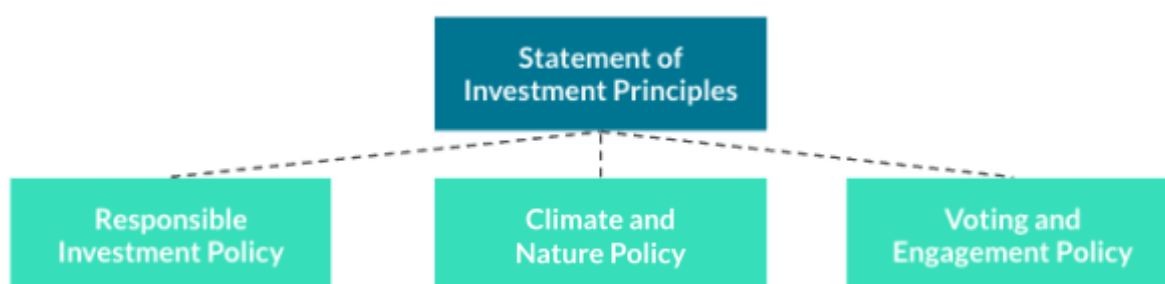 Statement of
Investment Principles
Responsible
Investment Policy
Climate and
Nature Policy
Voting and
Engagement Policy